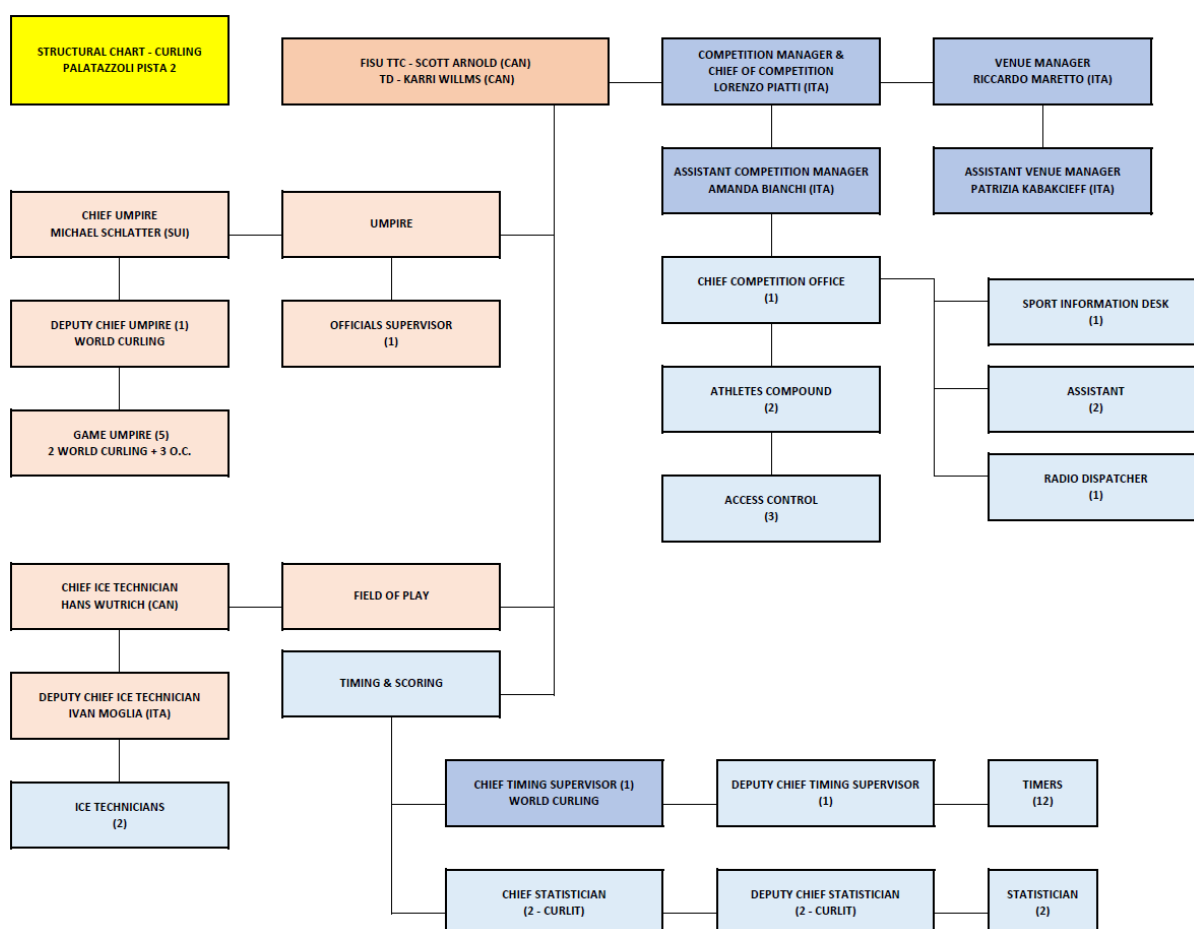 STRUCTURAL CHART - CURLING
PALATAZZOLI PISTA 2
FISU TTC - SCOTT ARNOLD (CAN)
TD - KARRI WILLMS (CAN)
COMPETITION MANAGER &
CHIEF OF COMPETITION
LORENZO PIATTI (ITA)
VENUE MANAGER
RICCARDO MARETTO (ITA)
ASSISTANT COMPETITION MANAGER
AMANDA BIANCHI (ITA)
ASSISTANT VENUE MANAGER
PATRIZIA KABAKCIEFF (ITA)
CHIEF UMPIRE
MICHAEL SCHLATTER (SUI)
UMPIRE
CHIEF COMPETITION OFFICE
(1)
SPORT INFORMATION DESK
(1)
DEPUTY CHIEF UMPIRE (1)
WORLD CURLING
OFFICIALS SUPERVISOR
(1)
ATHLETES COMPOUND
(2)
ASSISTANT
(2)
GAME UMPIRE (5)
2 WORLD CURLING + 3 O.C.
ACCESS CONTROL
(3)
RADIO DISPATCHER
(1)
CHIEF ICE TECHNICIAN
HANS WUTRICH (CAN)
FIELD OF PLAY
TIMING & SCORING
DEPUTY CHIEF ICE TECHNICIAN
IVAN MOGLIA (ITA)
ICE TECHNICIANS
(2)
CHIEF TIMING SUPERVISOR (1)
WORLD CURLING
DEPUTY CHIEF TIMING SUPERVISOR
(1)
TIMERS
(12)
CHIEF STATISTICIAN
(2 - CURLIT)
DEPUTY CHIEF STATISTICIAN
(2 - CURLIT)
STATISTICIAN
(2)